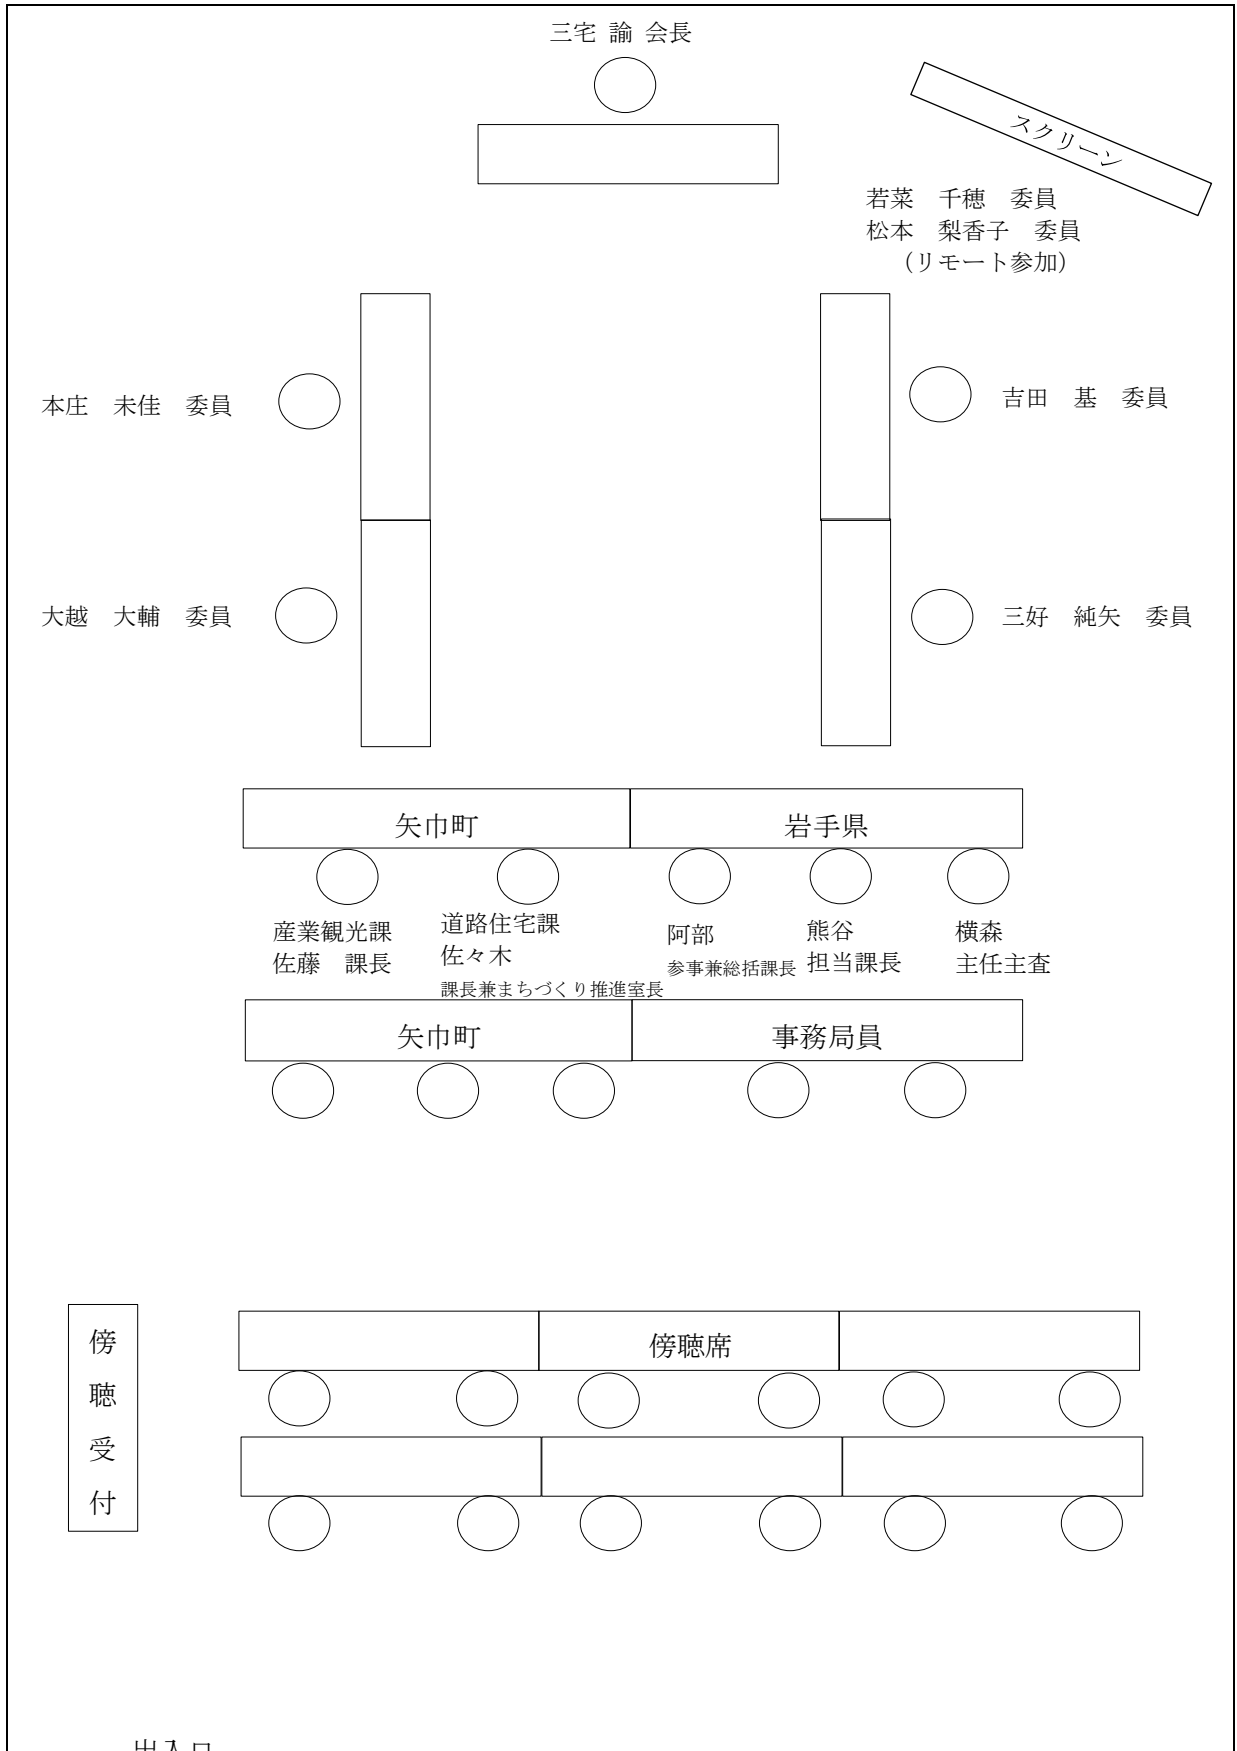 三宅 諭 会長
スクリーン
若菜　千穂　委員
松本　梨香子　委員
（リモート参加）
本庄　未佳　委員
吉田　基　委員
大越　大輔　委員
三好　純矢　委員
矢巾町
岩手県
産業観光課
佐藤　課長
道路住宅課
佐々木
課長兼まちづくり推進室長
阿部
参事兼総括課長
熊谷
担当課長
横森
主任主査
矢巾町
事務局員
傍聴受付
傍聴席
出入口